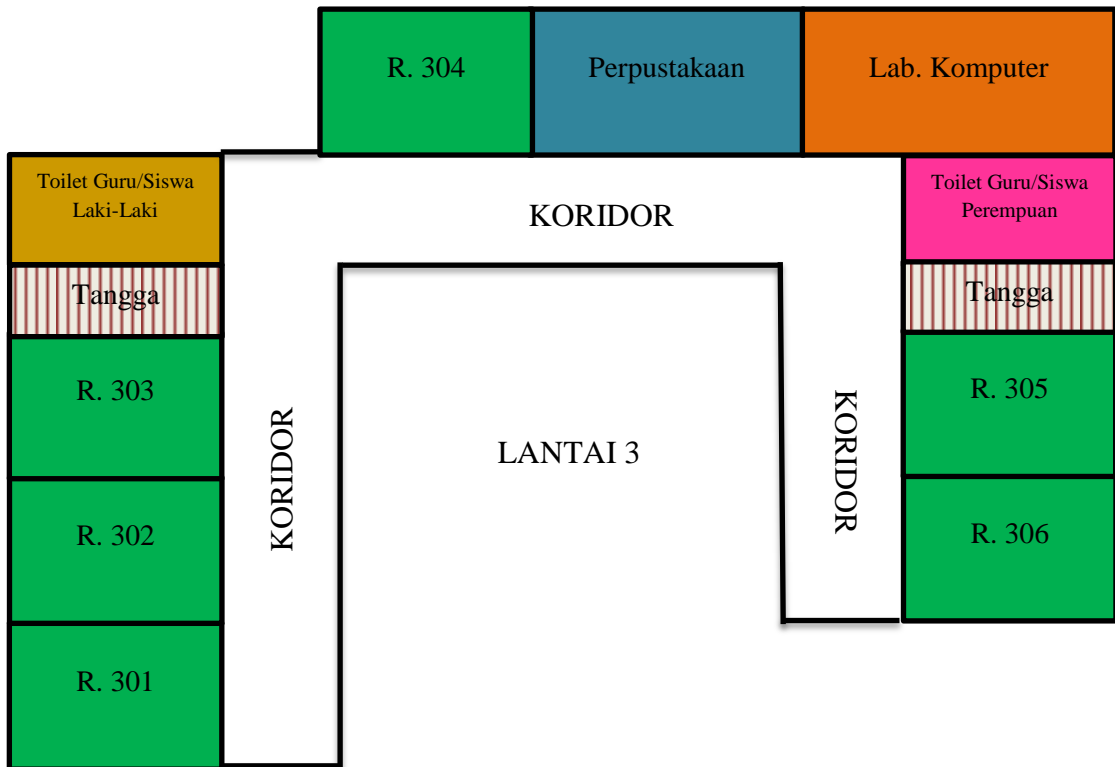 R. 304
Perpustakaan
Lab. Komputer
Toilet Guru/Siswa
Laki-Laki
Toilet Guru/Siswa
Perempuan
KORIDOR
Tangga
Tangga
R. 303
R. 305
KORIDOR
KORIDOR
LANTAI 3
R. 302
R. 306
R. 301